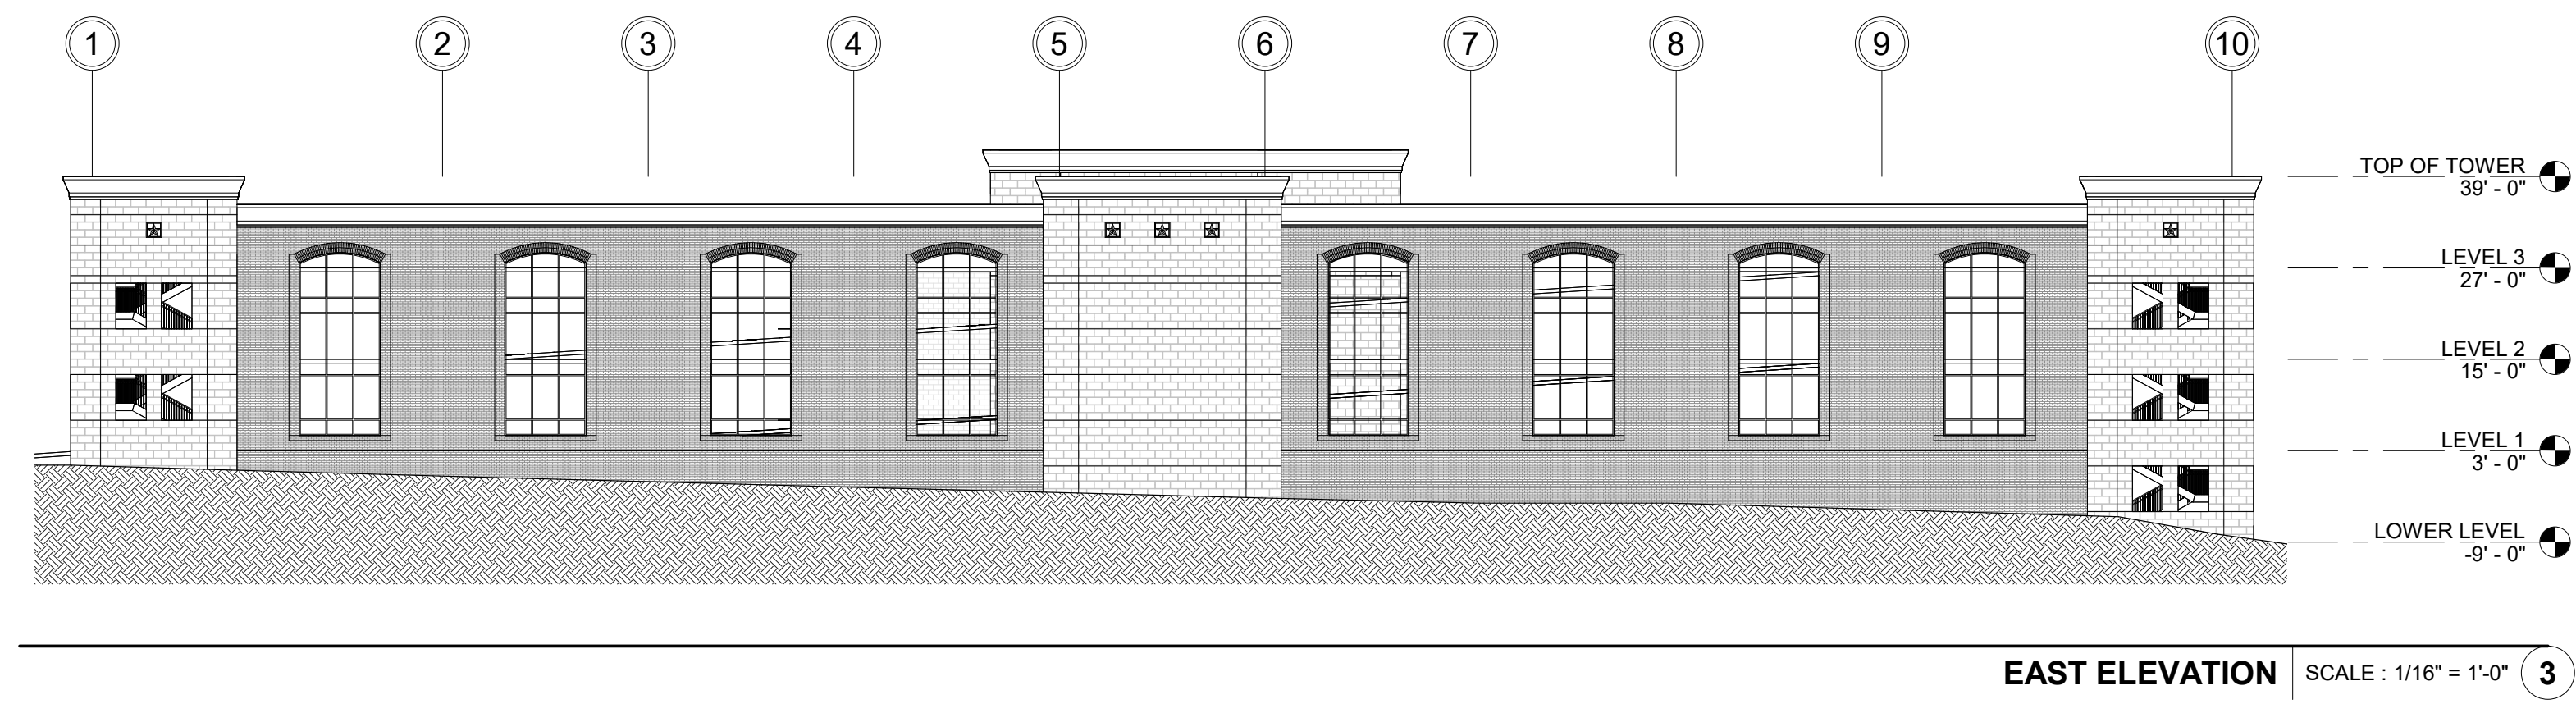 1 2 3 4 5 6 7 8 9 10
TOP OF TOWER
39' - 0"
LEVEL 3
27' - 0"
LEVEL 2
15' - 0"
LEVEL 1
3' - 0"
LOWER LEVEL
-9' - 0"
EAST ELEVATION SCALE : 1/16" = 1'-0" 3